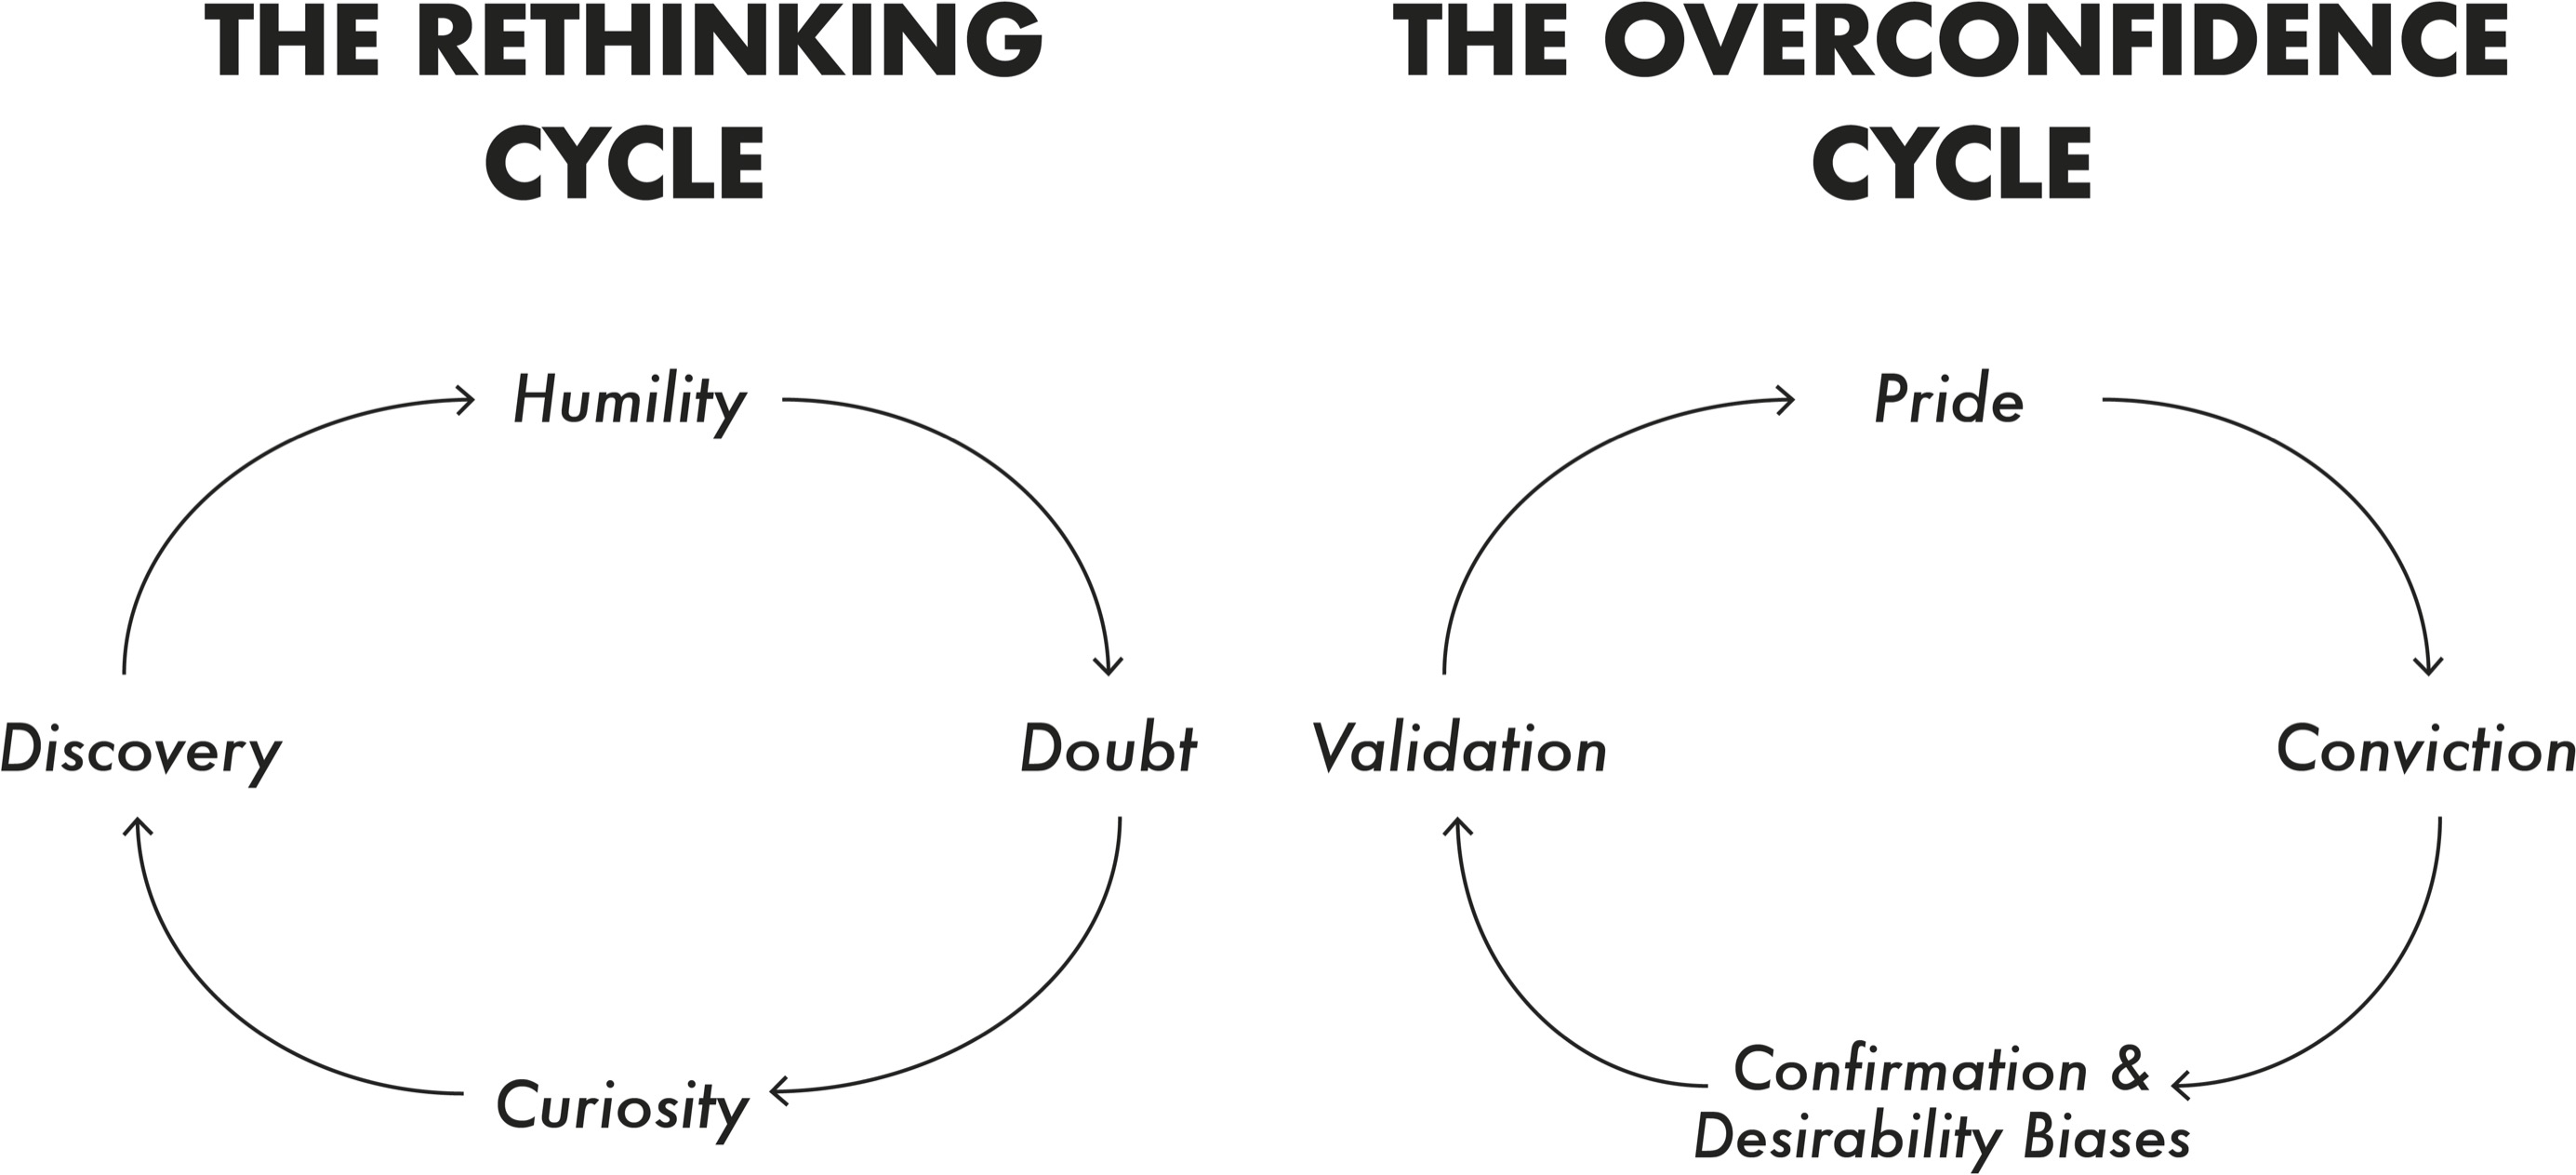 THE RETHINKING
CYCLE
Humility
Discovery
Doubt
Curiosity
THE OVERCONFIDENCE
CYCLE
Pride
Validation
Conviction
Confirmation &
Desirability Biases